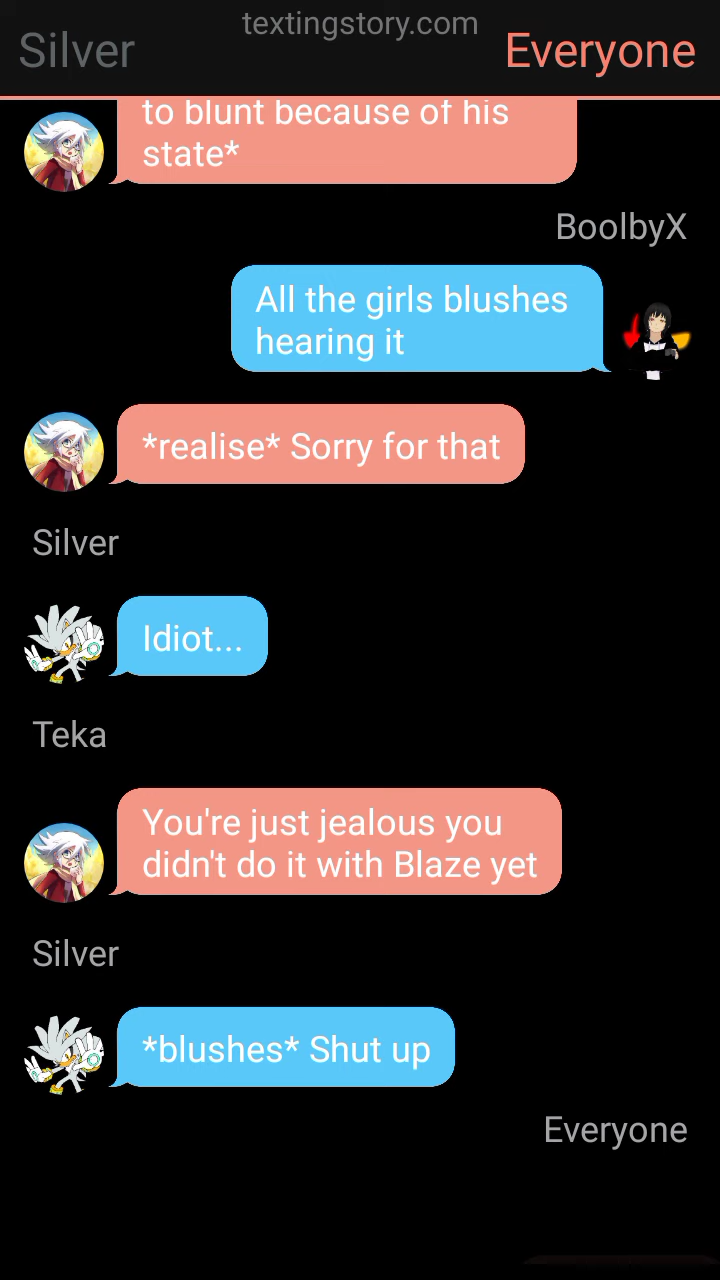 textingstory.com
Silver
Everyone
to blunt because of his
state*
BoolbyX
All the girls blushes
hearing it
*realise* Sorry for that
Silver
Idiot...
Teka
You're just jealous you
didn't do it with Blaze yet
Silver
*blushes* Shut up
Everyone